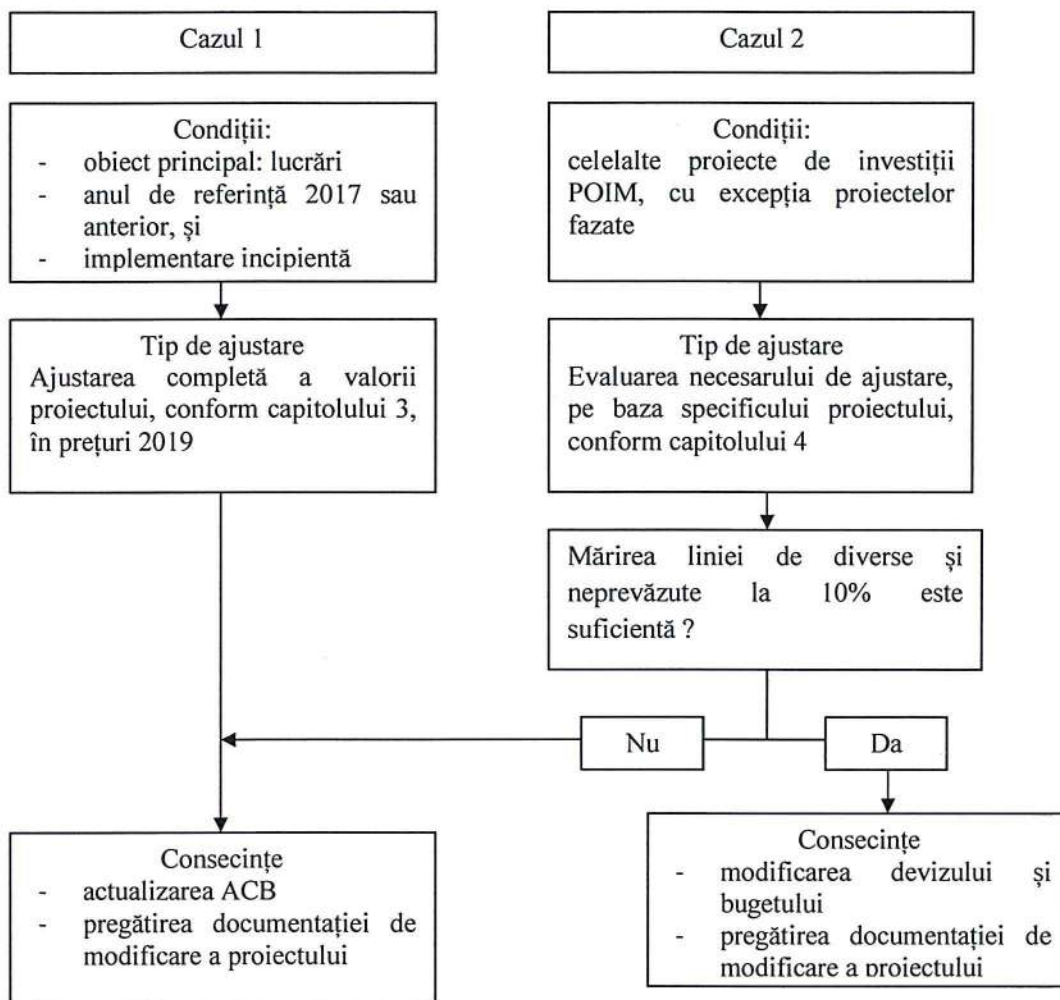 Cazul 1
Condiții:
- obiect principal: lucrări
- anul de referință 2017 sau
anterior, și
- implementare incipientă
Tip de ajustare
Ajustarea completă a valorii
proiectului, conform capitolului 3,
în prețuri 2019
Cazul 2
Condiții:
celelalte proiecte de investiții
POIM, cu excepția proiectelor
fazate
Tip de ajustare
Evaluarea necesarului de ajustare,
pe baza specificului proiectului,
conform capitolului 4
Mărirea liniei de diverse și
neprevăzute la 10% este
suficientă ?
Nu
Da
Consecințe
- actualizarea ACB
- pregătirea documentației de
modificare a proiectului
Consecințe
- modificarea devizului și
bugetului
- pregătirea documentației de
modificare a proiectului